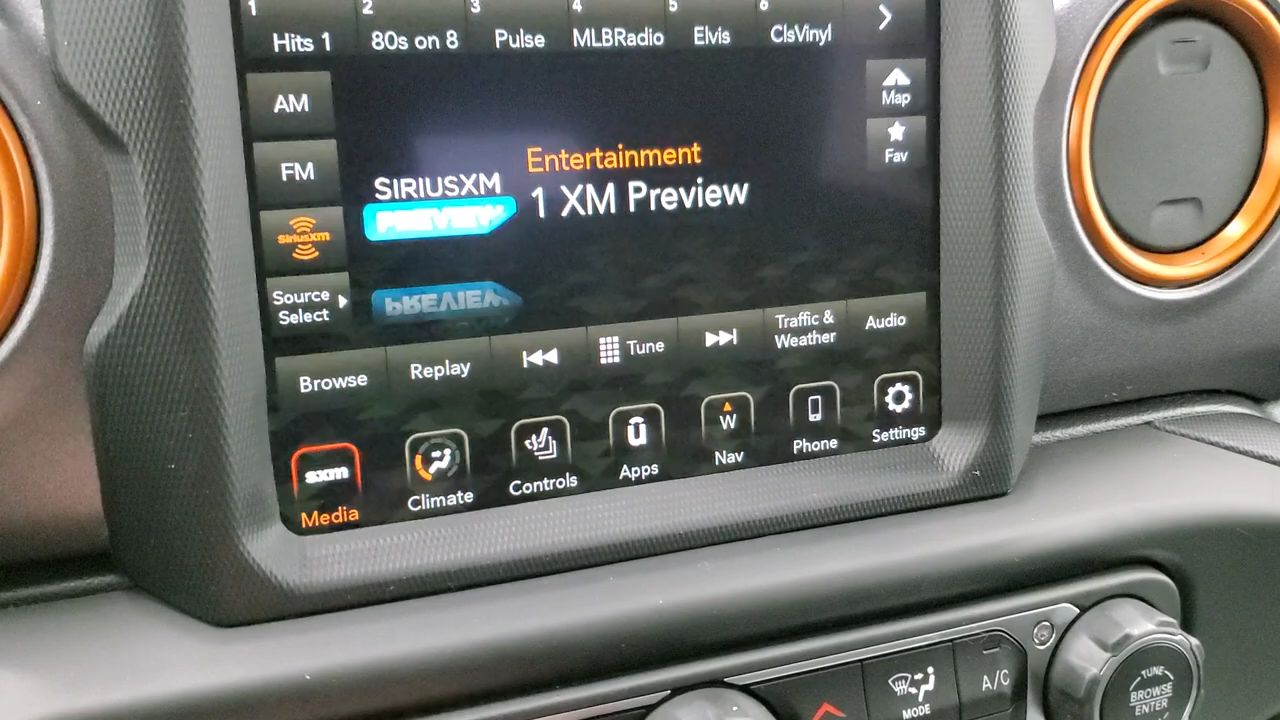 1 2 3 4 5 6
Hits 1 80s on 8 Pulse MLBRadio Elvis ClsVinyl
AM
Map
FM
Fav
Entertainment
SIRIUSXM
1 XM Preview
PREVIEW
SiriusXM
Source
Select
PREVIEW
Browse
Replay
Tune
Traffic &
Weather
Audio
sxm
Media
Climate
Controls
u
Apps
W
Nav
Phone
Settings
MODE
A/C
TUNE
BROWSE
ENTER